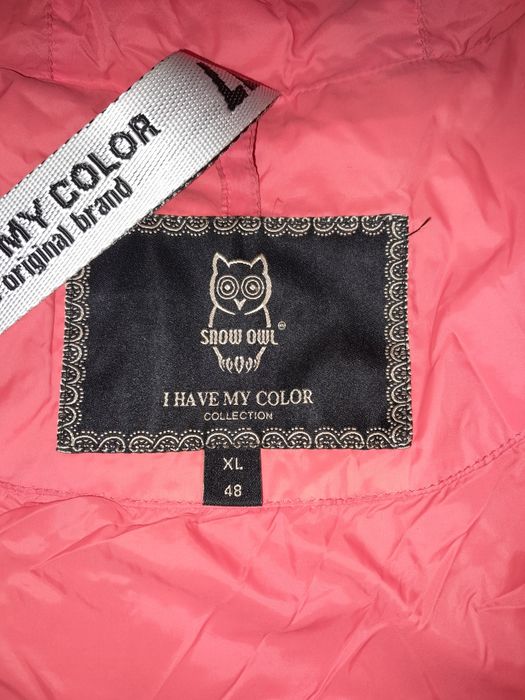 MY COLOR
original brand
SNOW OWL®
I HAVE MY COLOR
COLLECTION
XL
48